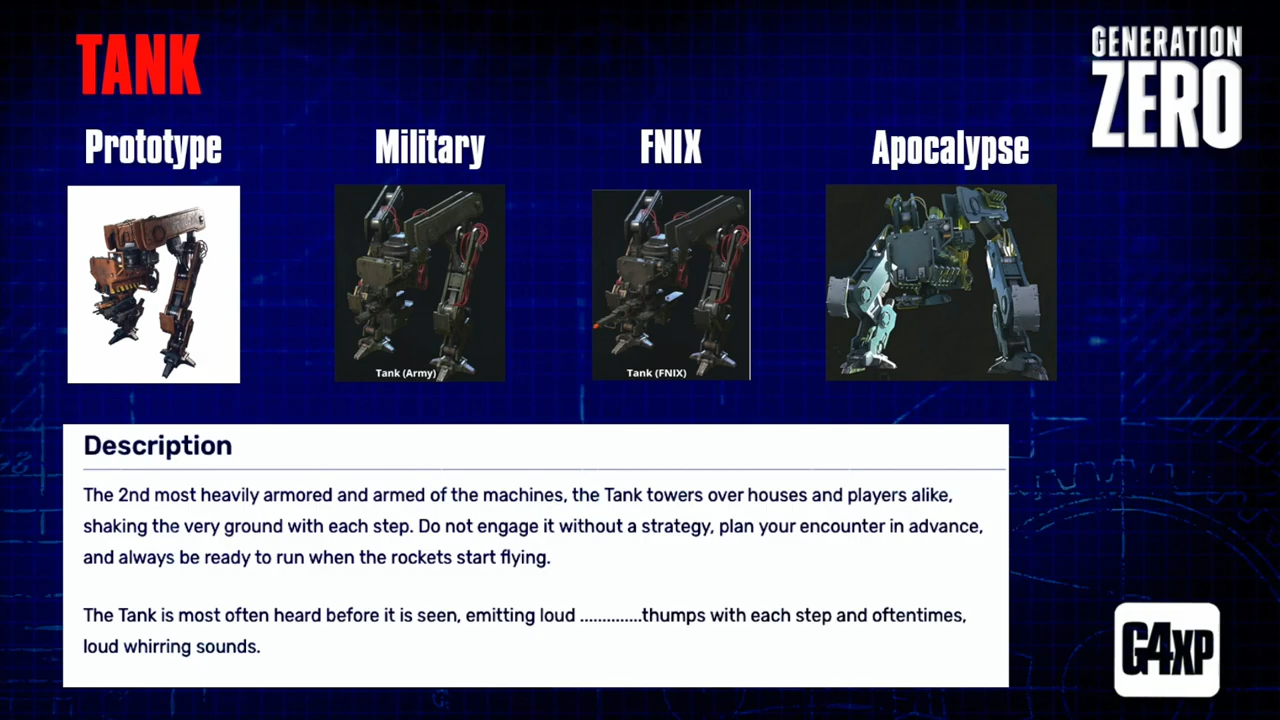 TANK
GENERATION
ZERO
Prototype
Military
FNIX
Apocalypse
Tank (Army)
Tank (FNIX)
Description
The 2nd most heavily armored and armed of the machines, the Tank towers over houses and players alike,
shaking the very ground with each step. Do not engage it without a strategy, plan your encounter in advance,
and always be ready to run when the rockets start flying.
The Tank is most often heard before it is seen, emitting loud ..............thumps with each step and oftentimes,
loud whirring sounds.
G4XP